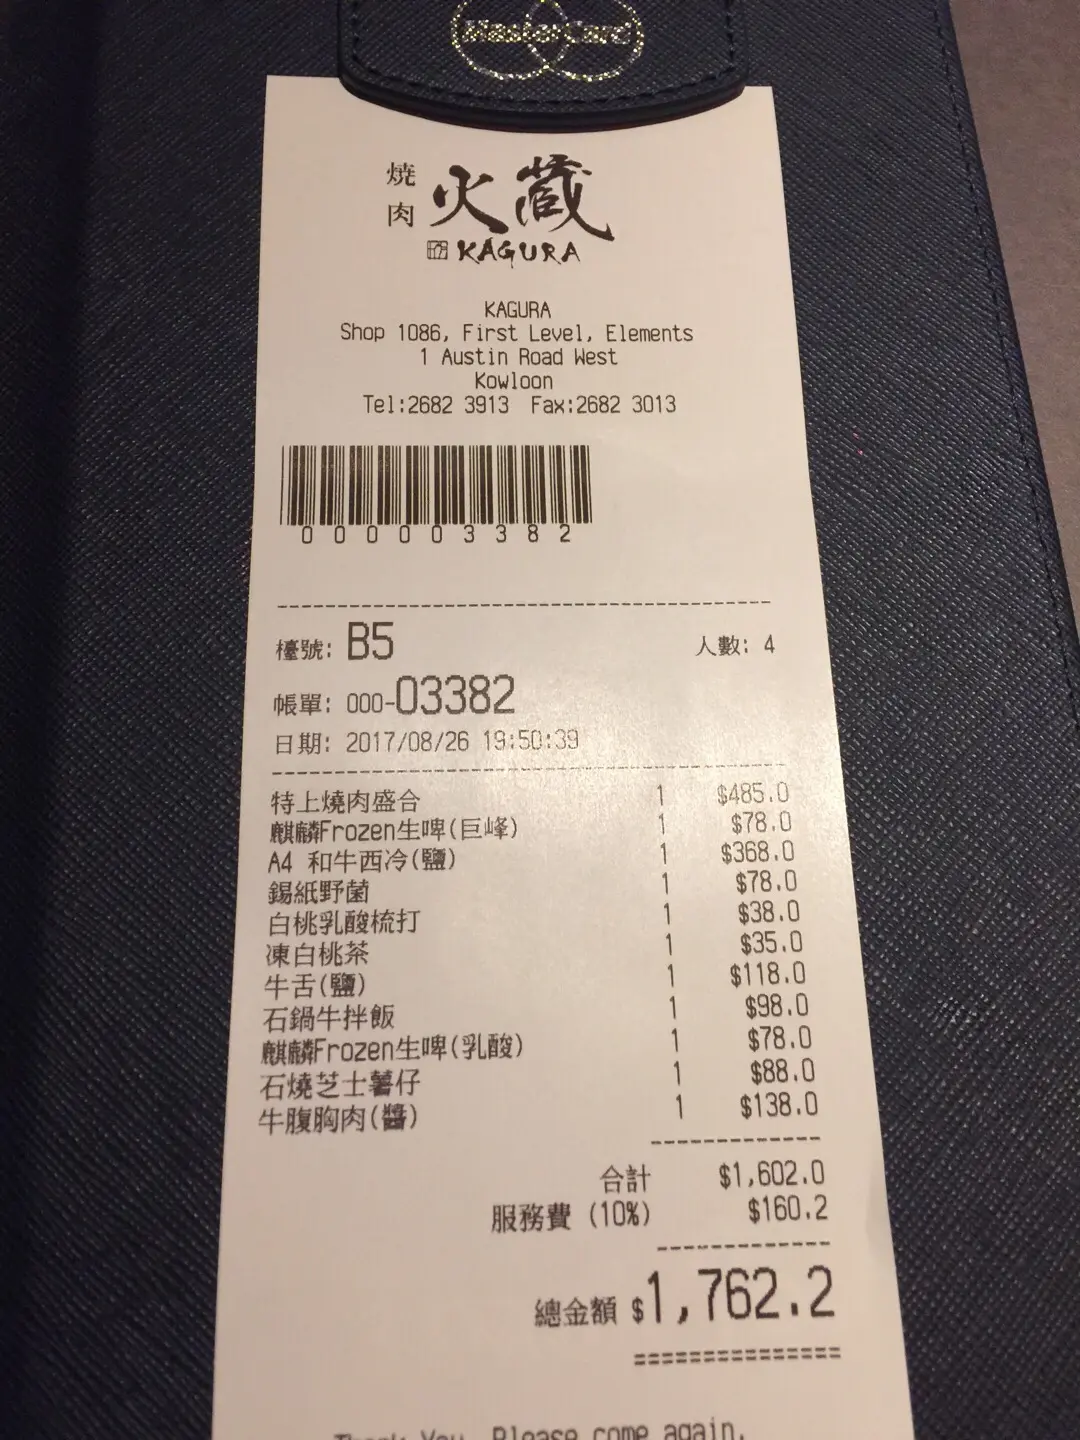 MasterCard
焼肉 火蔵
KAGURA
KAGURA
Shop 1086, First Level, Elements
1 Austin Road West
Kowloon
Tel:2682 3913 Fax:2682 3013
000003382
檯號: B5 人數: 4
帳單: 000-03382
日期: 2017/08/26 19:50:39
特上燒肉盛合 1 $485.0
麒麟Frozen生啤(巨峰) 1 $78.0
A4 和牛西冷(鹽) 1 $368.0
錫紙野菌 1 $78.0
白桃乳酸梳打 1 $38.0
凍白桃茶 1 $35.0
牛舌(鹽) 1 $118.0
石鍋牛拌飯 1 $98.0
麒麟Frozen生啤(乳酸) 1 $78.0
石燒芝士薯仔 1 $88.0
牛腹胸肉(醬) 1 $138.0
合計 $1,602.0
服務費 (10%) $160.2
總金額 $1,762.2
Thank You, Please come again.